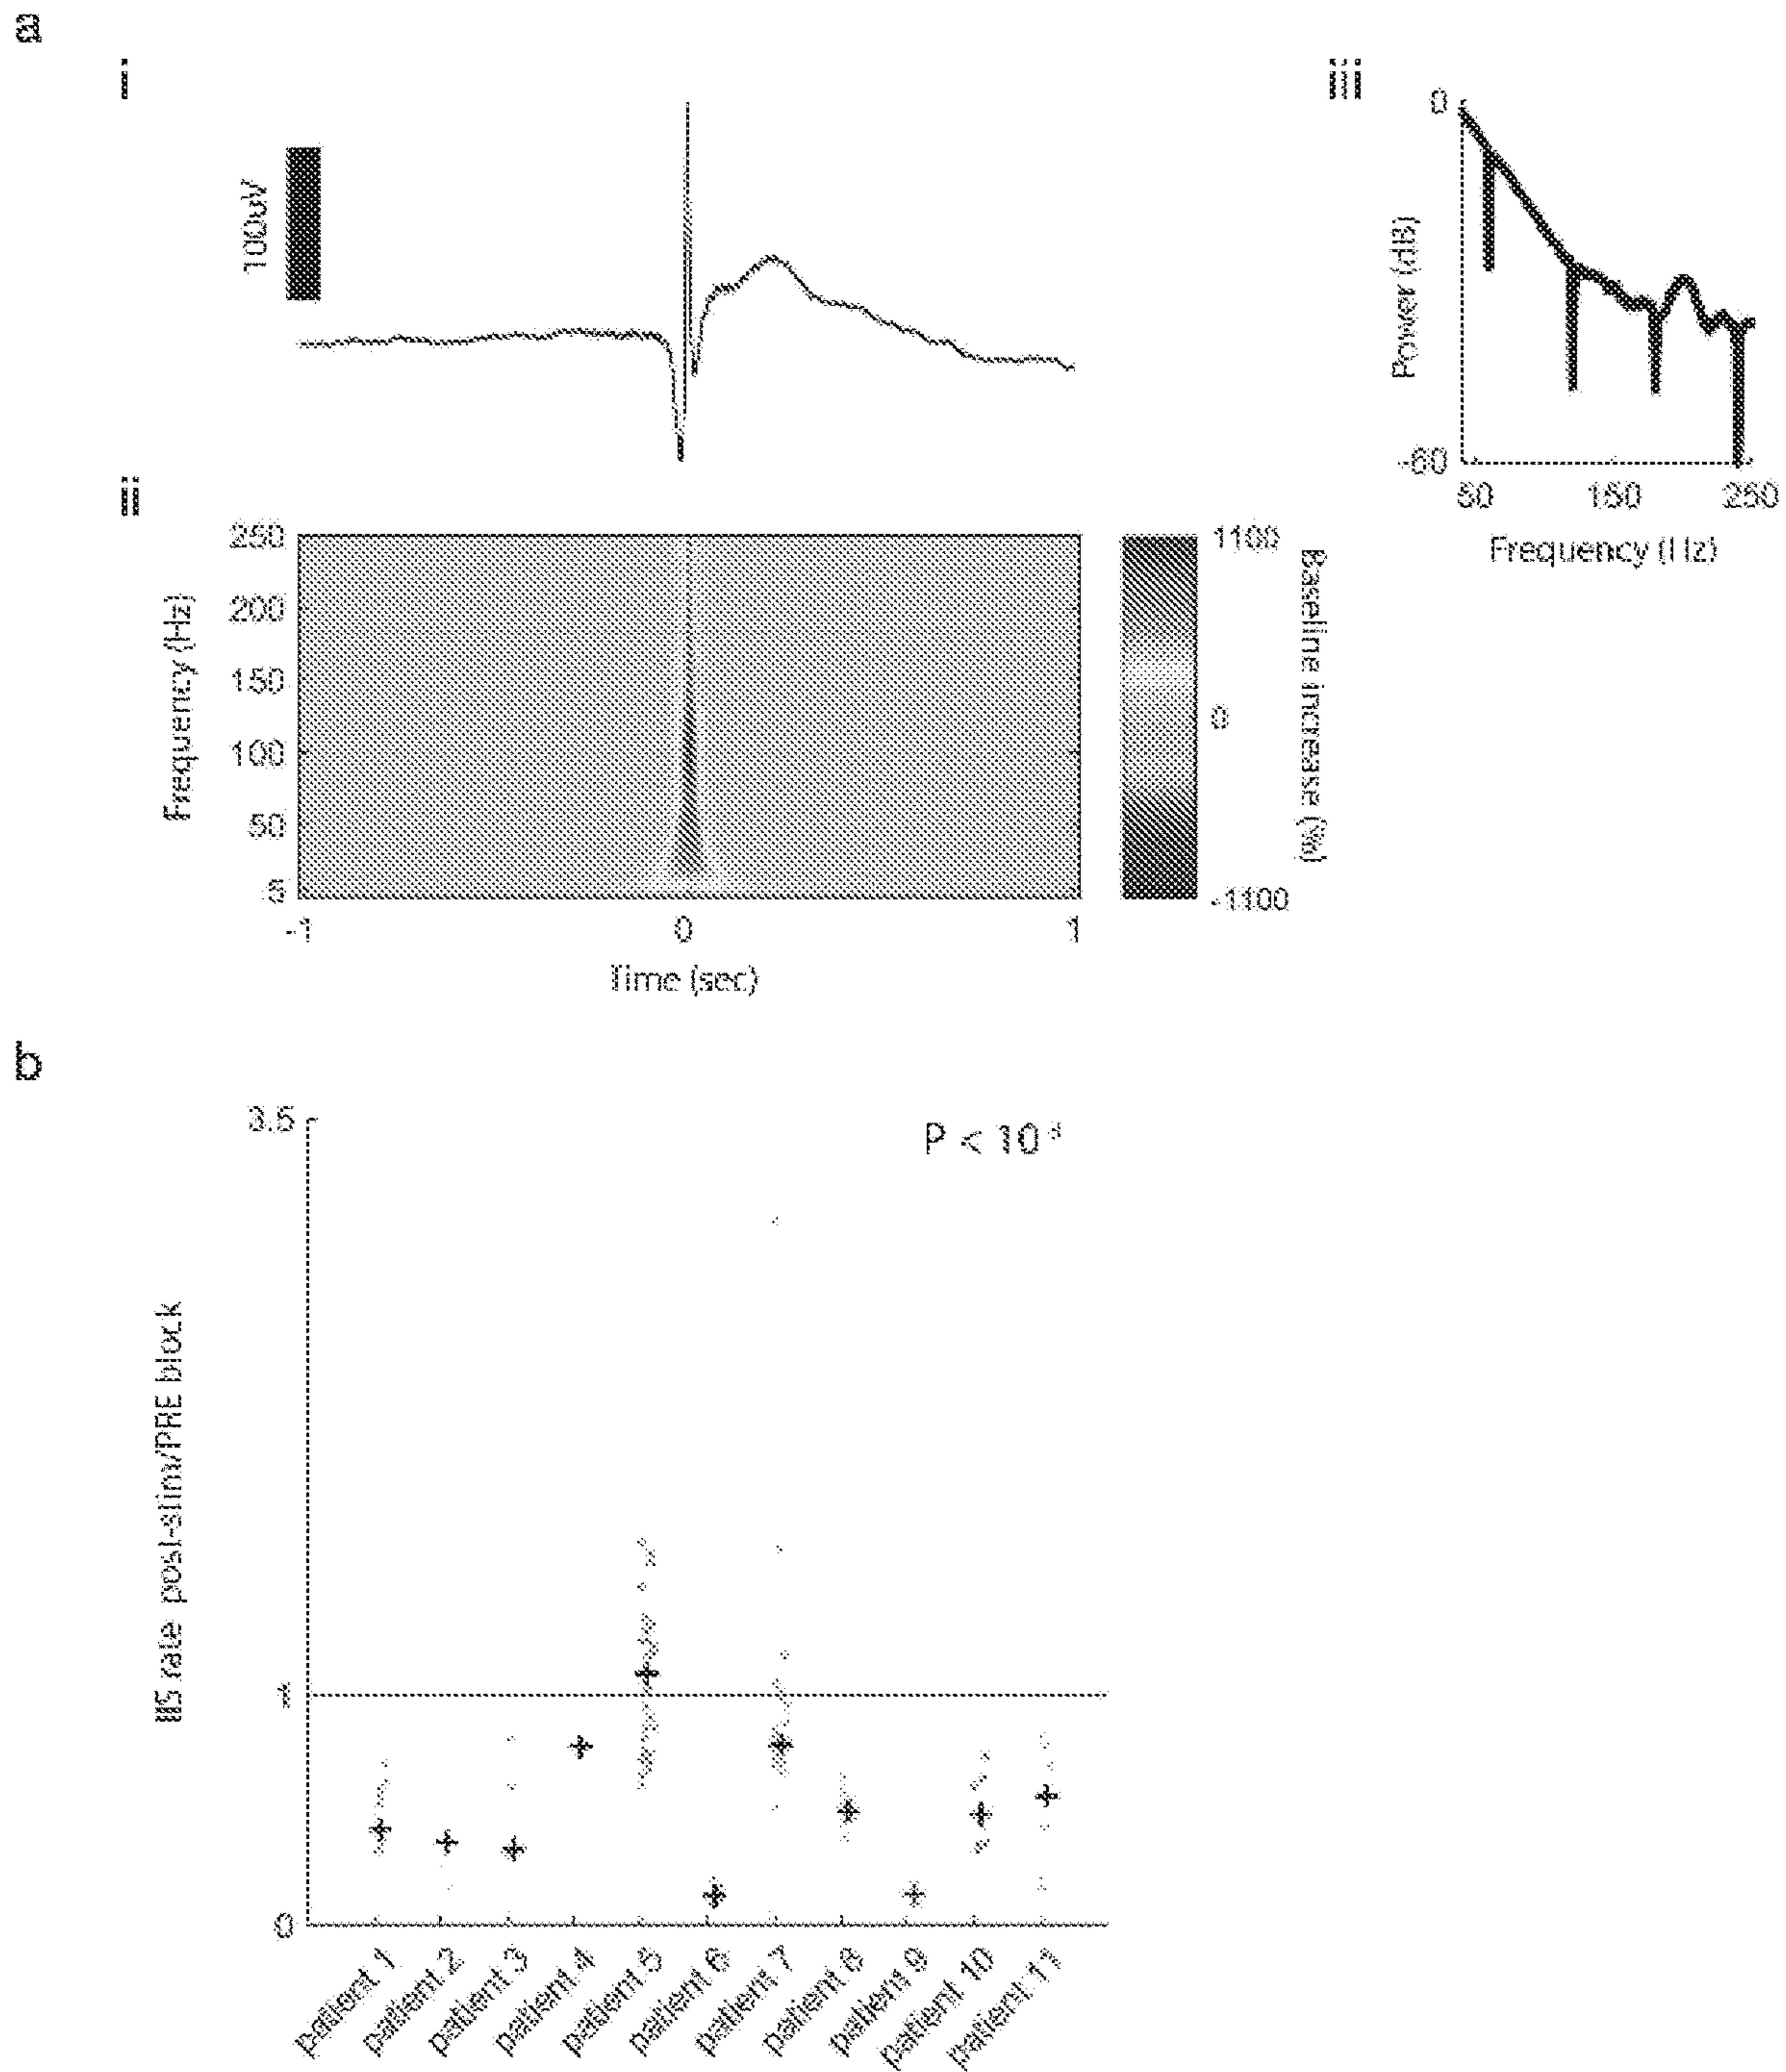 a
i
100uV
iii
0
Power (dB)
-60
50
150
250
Frequency (Hz)
ii
250
200
150
100
50
5
Frequency (Hz)
-1
0
1
Time (sec)
1100
0
-1100
Baseline increase (%)
b
3.5
1
0
IIS rate post-stim/PRE block
P < 10
patient 1
patient 2
patient 3
patient 4
patient 5
patient 6
patient 7
patient 8
patient 9
patient 10
patient 11